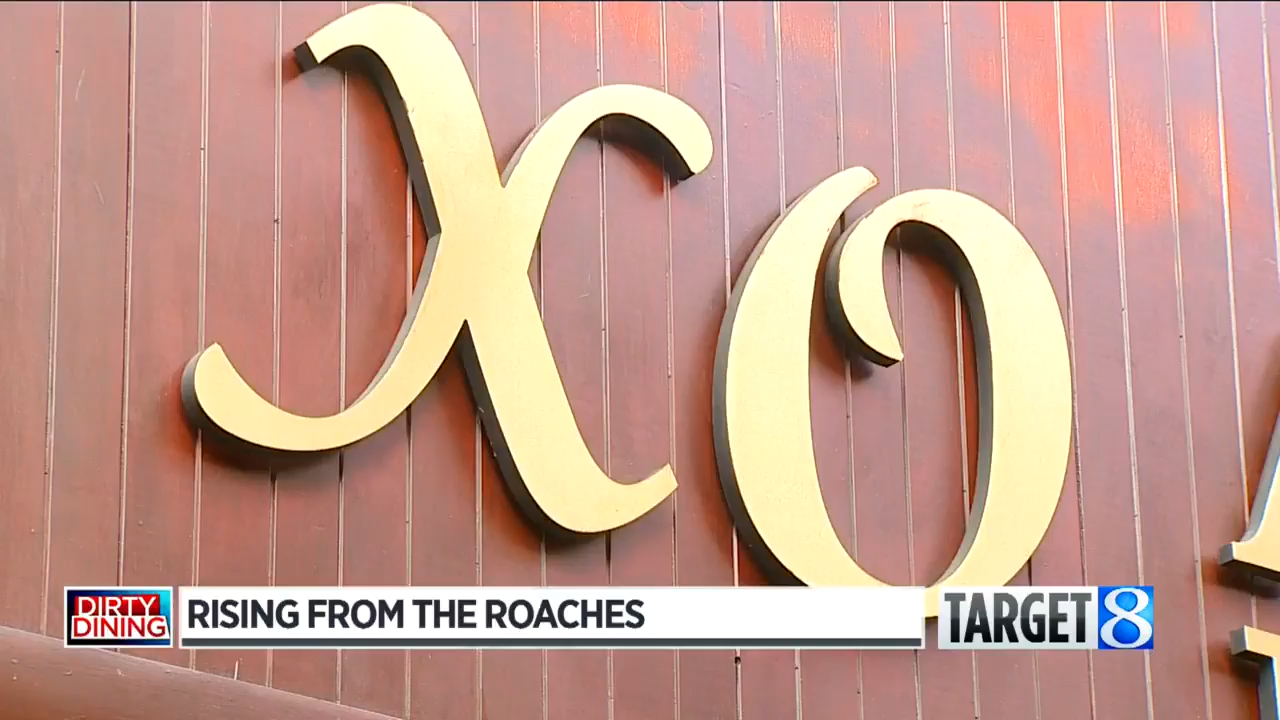 XO
DIRTY
DINING
RISING FROM THE ROACHES
TARGET 8